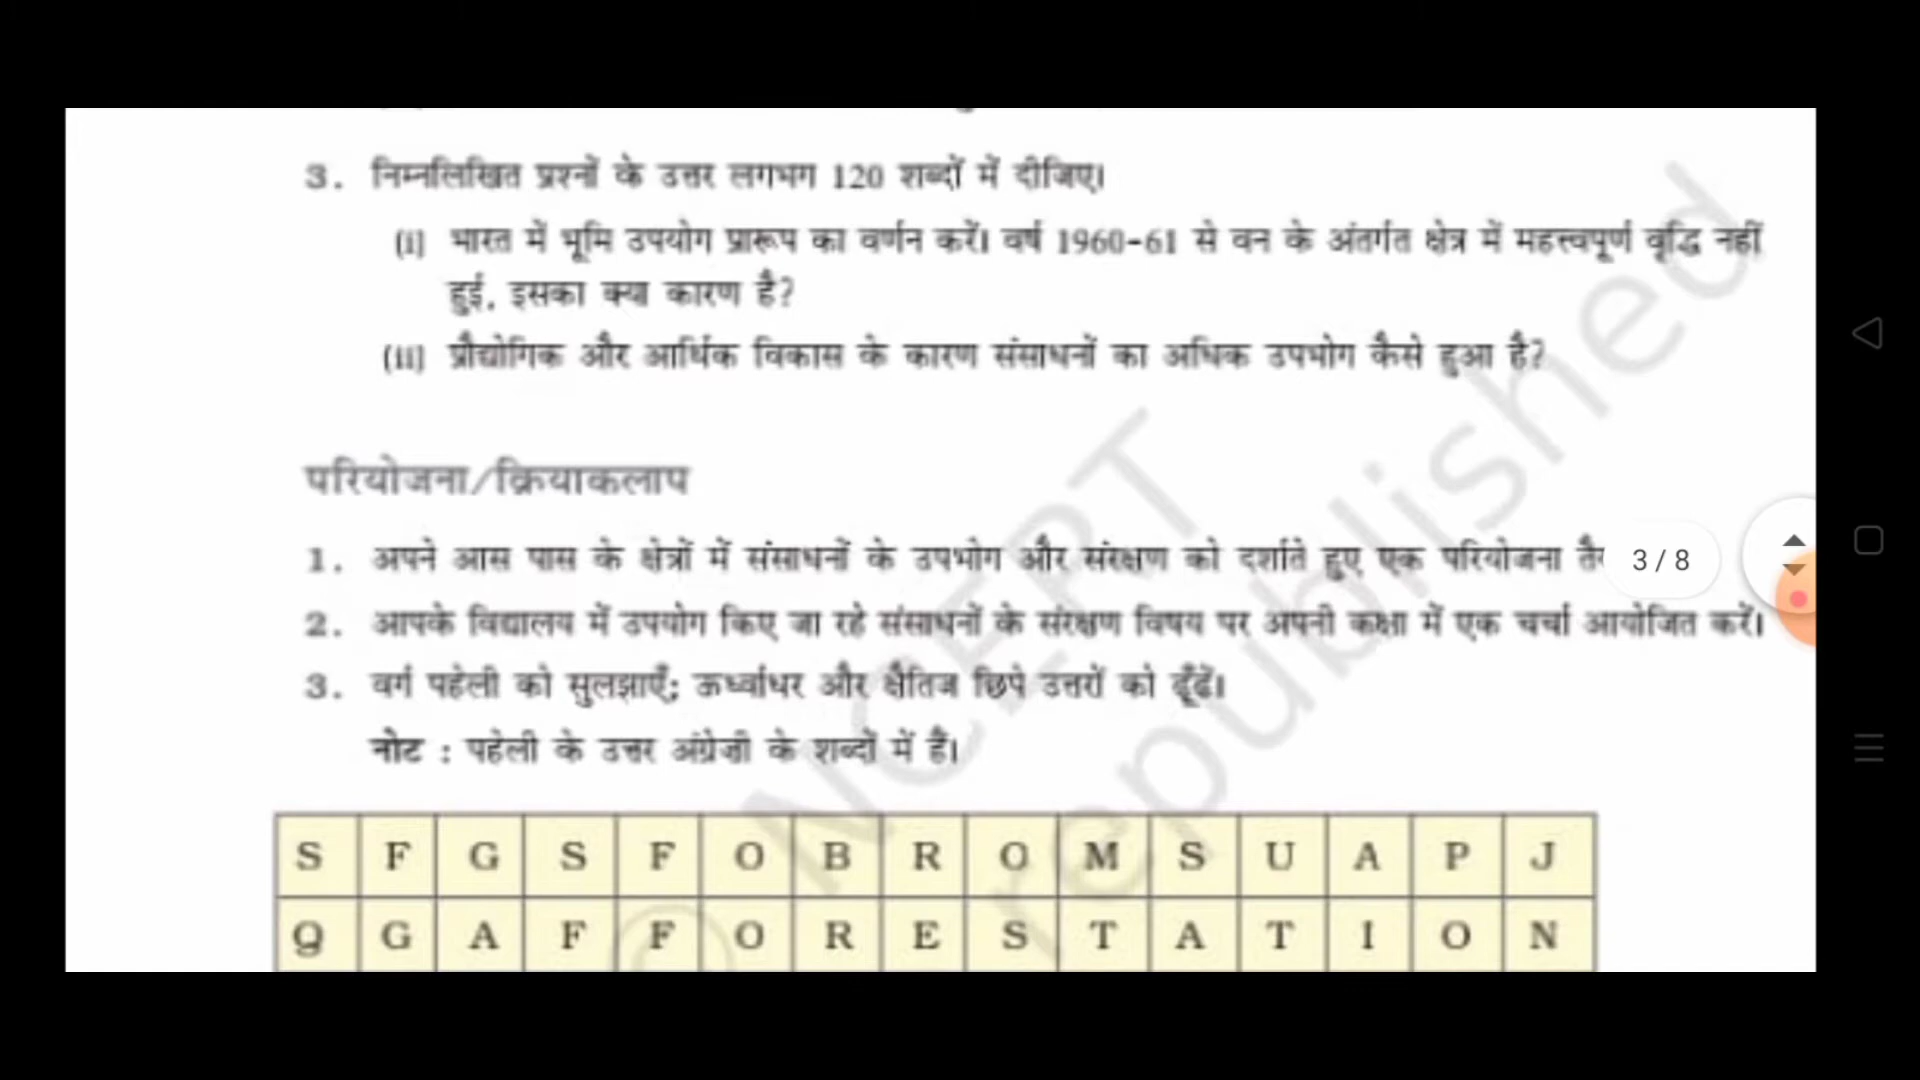 3. निम्नलिखित प्रश्नों के उत्तर लगभग 120 शब्दों में दीजिए।
(i) भारत में भूमि उपयोग प्रारूप का वर्णन करें। वर्ष 1960-61 से वन के अंतर्गत क्षेत्र में महत्त्वपूर्ण वृद्धि नहीं
हुई, इसका क्या कारण है?
(ii) प्रौद्योगिक और आर्थिक विकास के कारण संसाधनों का अधिक उपभोग कैसे हुआ है?
परियोजना/क्रियाकलाप
1. अपने आस पास के क्षेत्रों में संसाधनों के उपभोग और संरक्षण को दर्शाते हुए एक परियोजना
3 / 8
2. आपके विद्यालय में उपयोग किए जा रहे संसाधनों के संरक्षण विषय पर अपनी कक्षा में एक चर्चा आयोजित करें।
3. वर्ग पहेली को सुलझाएँ; ऊर्ध्वाधर और क्षैतिज छिपे उत्तरों को ढूँढें।
नोट : पहेली के उत्तर अंग्रेज़ी के शब्दों में हैं।
S F G S F O B R O M S U A P J
Q G A F F O R E S T A T I O N
© NCERT
republished